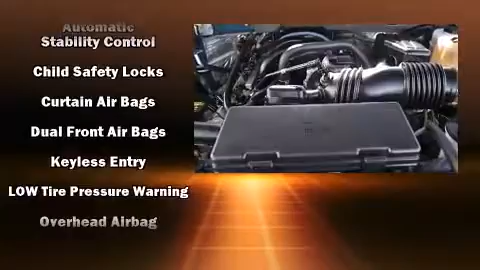 Automatic
Stability Control
Child Safety Locks
Curtain Air Bags
Dual Front Air Bags
Keyless Entry
LOW Tire Pressure Warning
Overhead Airbag